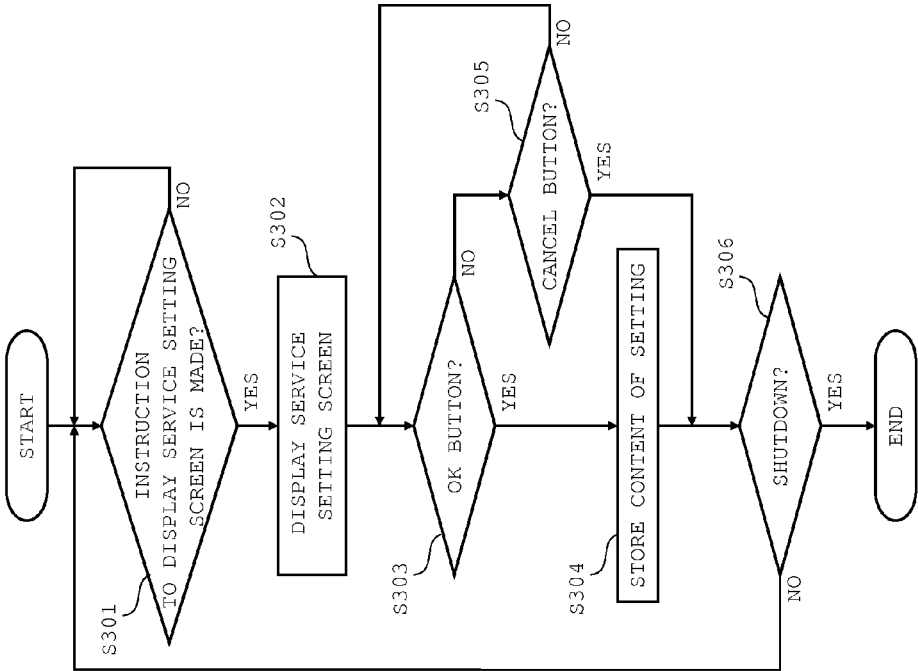 START
S301
INSTRUCTION
TO DISPLAY SERVICE SETTING
SCREEN IS MADE?
NO
YES
S302
DISPLAY SERVICE
SETTING SCREEN
S303
OK BUTTON?
NO
YES
S305
CANCEL BUTTON?
NO
YES
S304
STORE CONTENT OF SETTING
S306
SHUTDOWN?
NO
YES
END